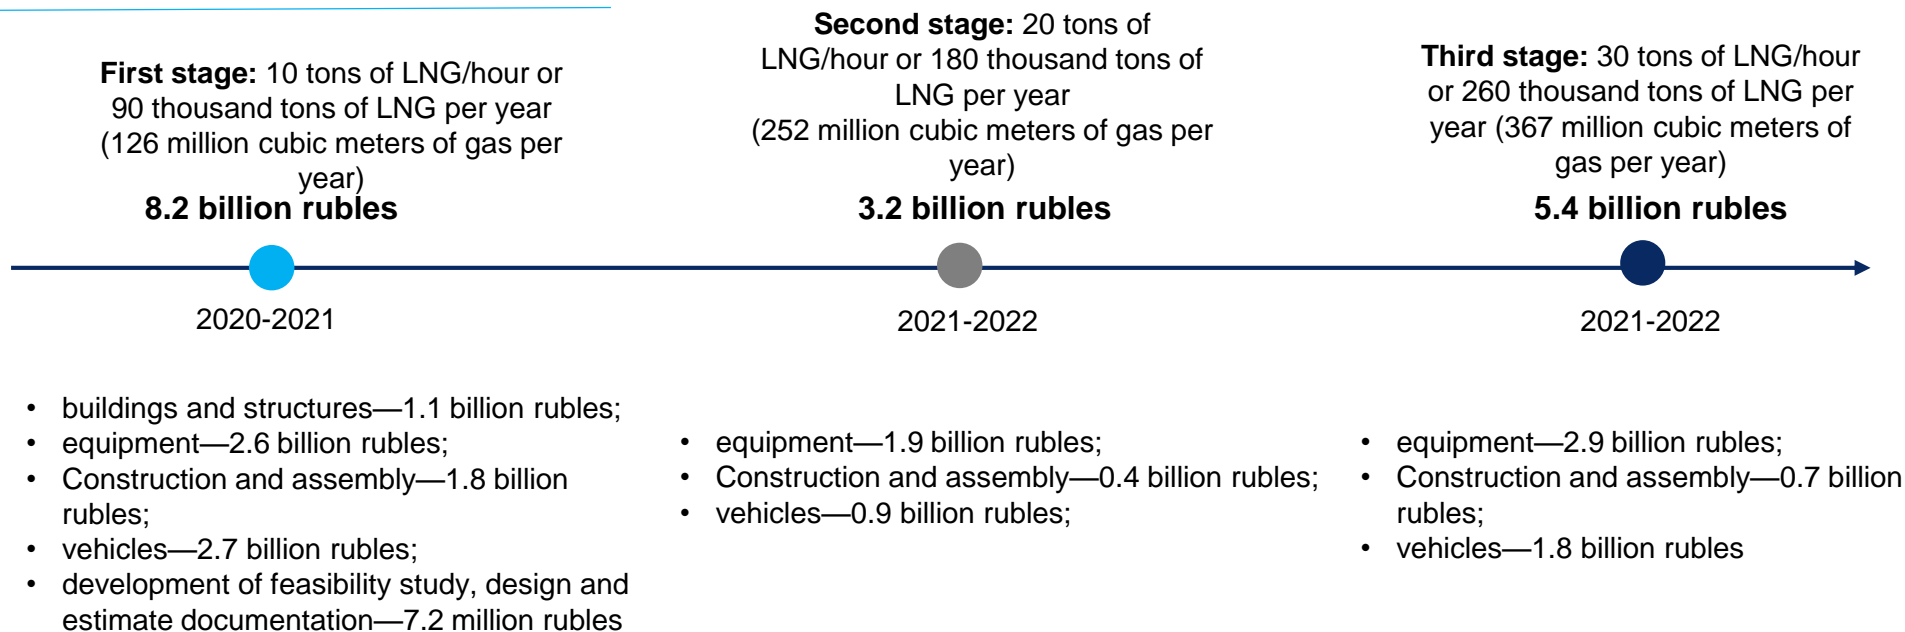 First stage: 10 tons of LNG/hour or
90 thousand tons of LNG per year
(126 million cubic meters of gas per
year)
8.2 billion rubles
2020-2021
• buildings and structures—1.1 billion rubles;
• equipment—2.6 billion rubles;
• Construction and assembly—1.8 billion
rubles;
• vehicles—2.7 billion rubles;
• development of feasibility study, design and
estimate documentation—7.2 million rubles
Second stage: 20 tons of
LNG/hour or 180 thousand tons of
LNG per year
(252 million cubic meters of gas per
year)
3.2 billion rubles
2021-2022
• equipment—1.9 billion rubles;
• Construction and assembly—0.4 billion rubles;
• vehicles—0.9 billion rubles;
Third stage: 30 tons of LNG/hour
or 260 thousand tons of LNG per
year (367 million cubic meters of
gas per year)
5.4 billion rubles
2021-2022
• equipment—2.9 billion rubles;
• Construction and assembly—0.7 billion
rubles;
• vehicles—1.8 billion rubles